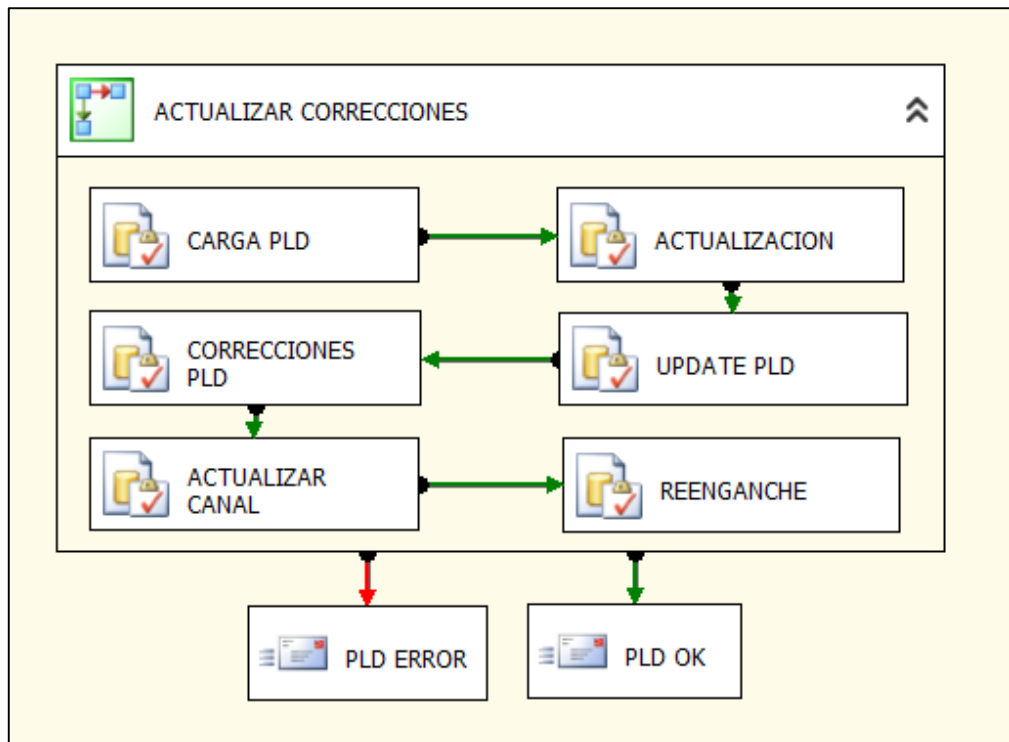 ACTUALIZAR CORRECCIONES
CARGA PLD
ACTUALIZACION
CORRECCIONES
PLD
UPDATE PLD
ACTUALIZAR
CANAL
REENGANCHE
PLD ERROR
PLD OK